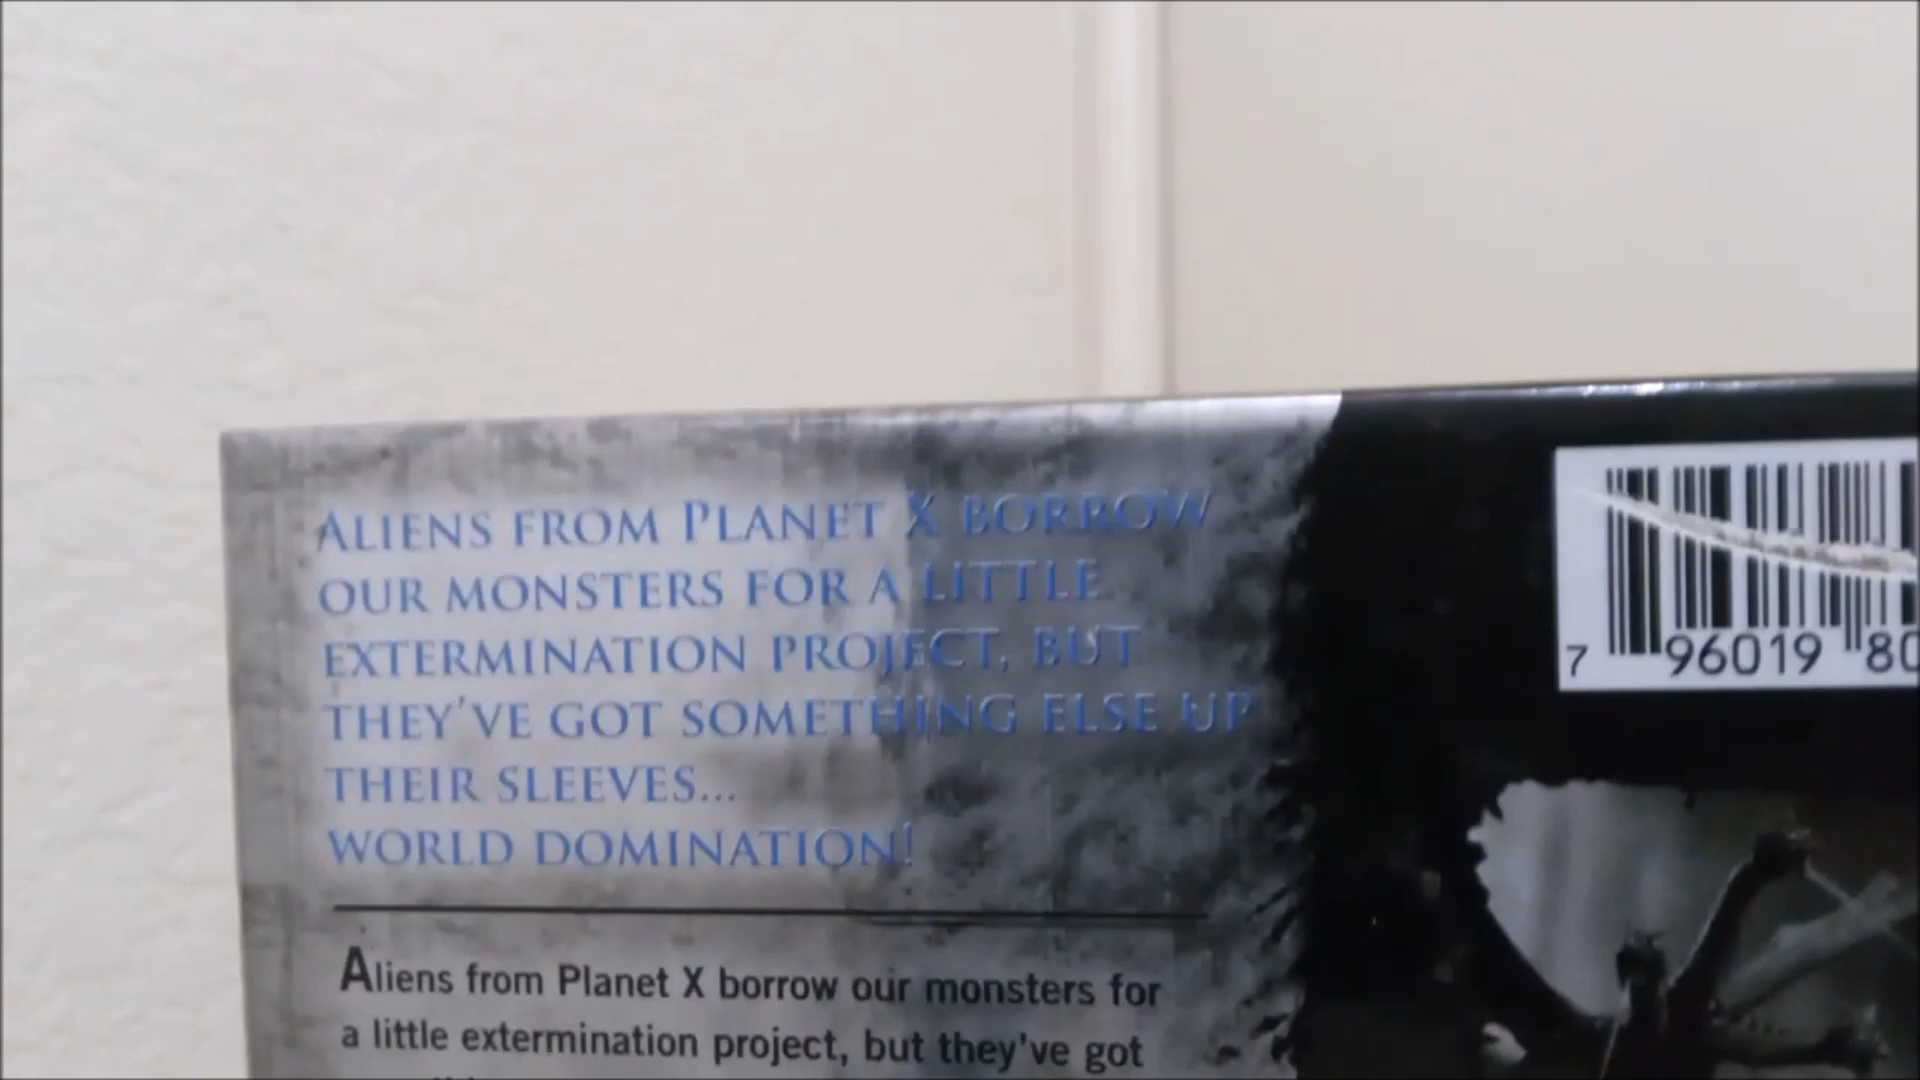 ALIENS FROM PLANET X BORROW
OUR MONSTERS FOR A LITTLE
EXTERMINATION PROJECT, BUT
THEY'VE GOT SOMETHING ELSE UP
THEIR SLEEVES...
WORLD DOMINATION!
Aliens from Planet X borrow our monsters for
a little extermination project, but they've got
7 96019 80